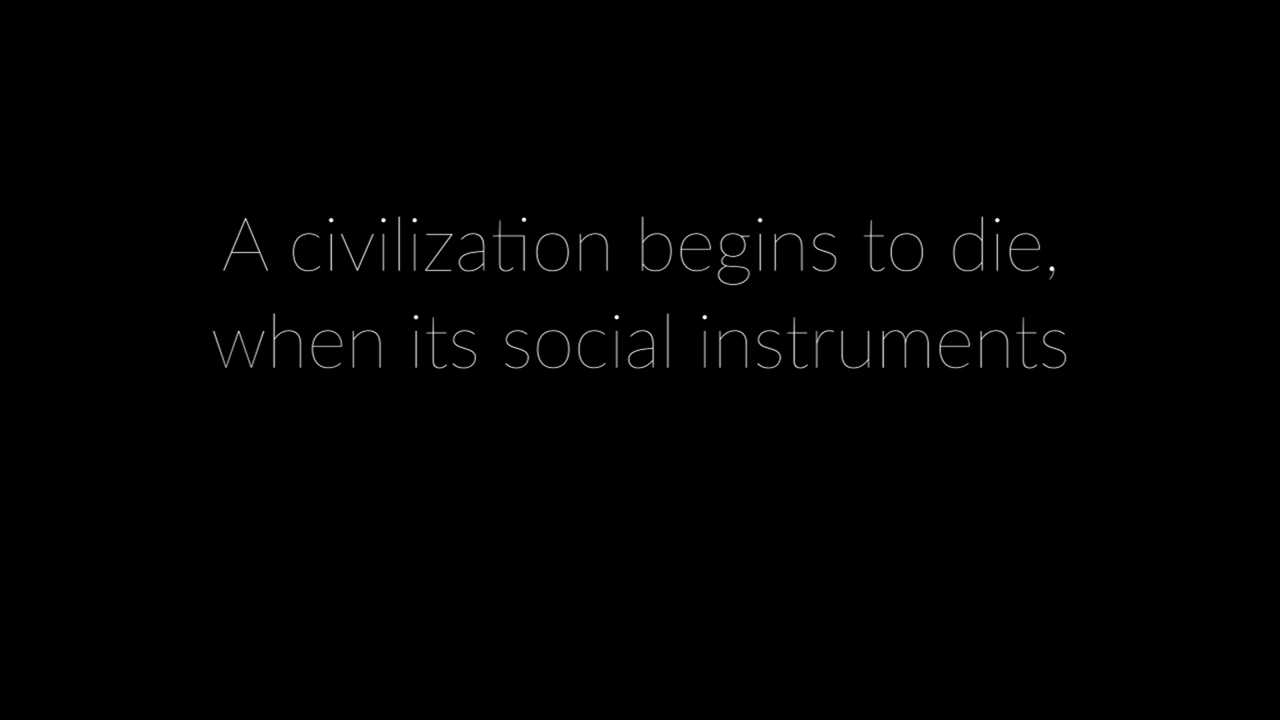 A civilization begins to die,
when its social instruments